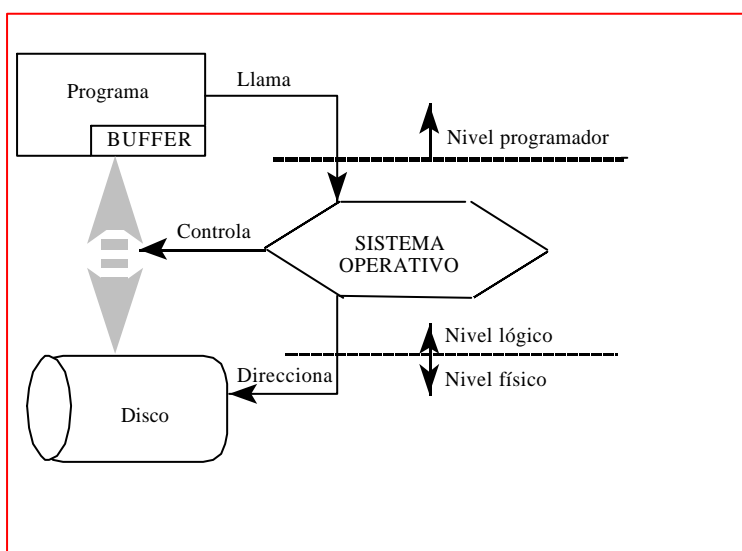 Llama
Programa
BUFFER
Nivel programador
Controla
SISTEMA
OPERATIVO
Nivel lógico
Direcciona
Nivel físico
Disco